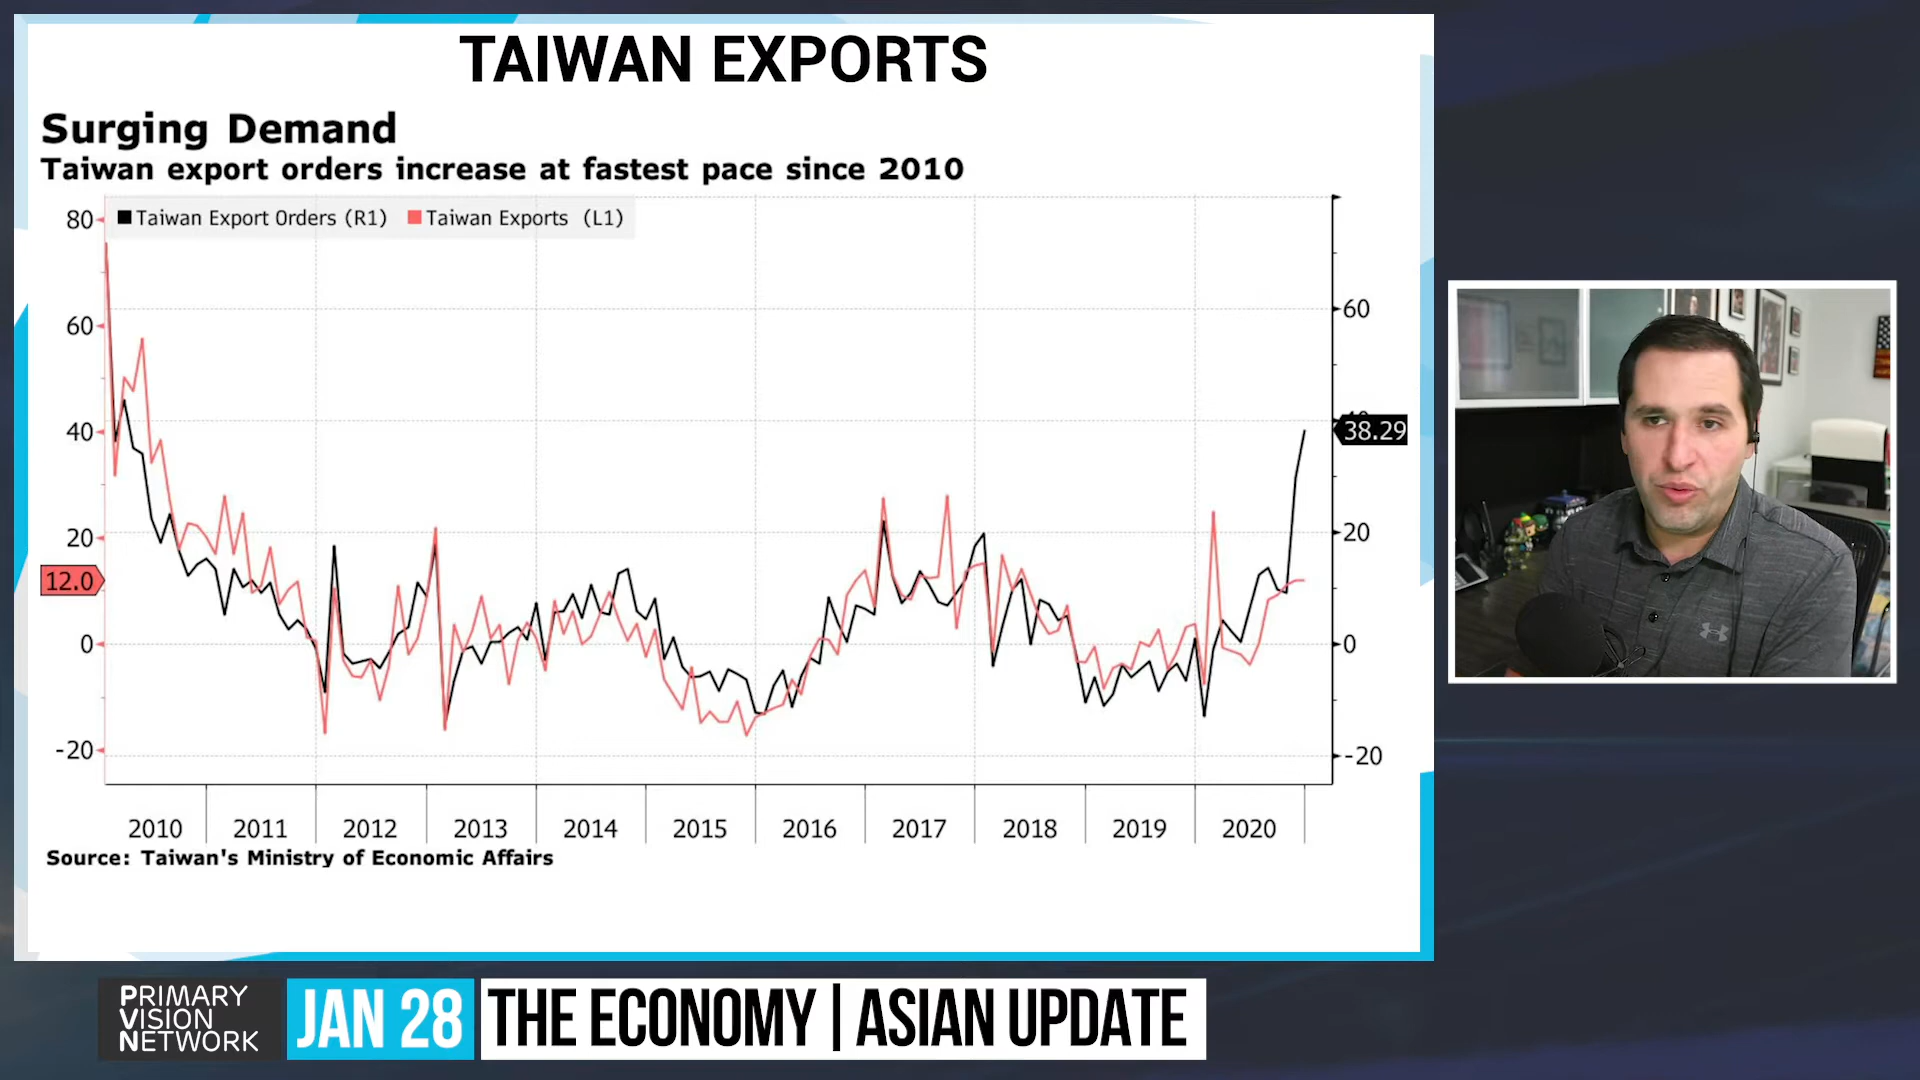 TAIWAN EXPORTS
Surging Demand
Taiwan export orders increase at fastest pace since 2010
Taiwan Export Orders (R1) Taiwan Exports (L1)
80
60
40
20
12.0
0
-20
60
38.29
20
0
-20
2010 2011 2012 2013 2014 2015 2016 2017 2018 2019 2020
Source: Taiwan's Ministry of Economic Affairs
PRIMARY
VISION
NETWORK
JAN 28
THE ECONOMY | ASIAN UPDATE